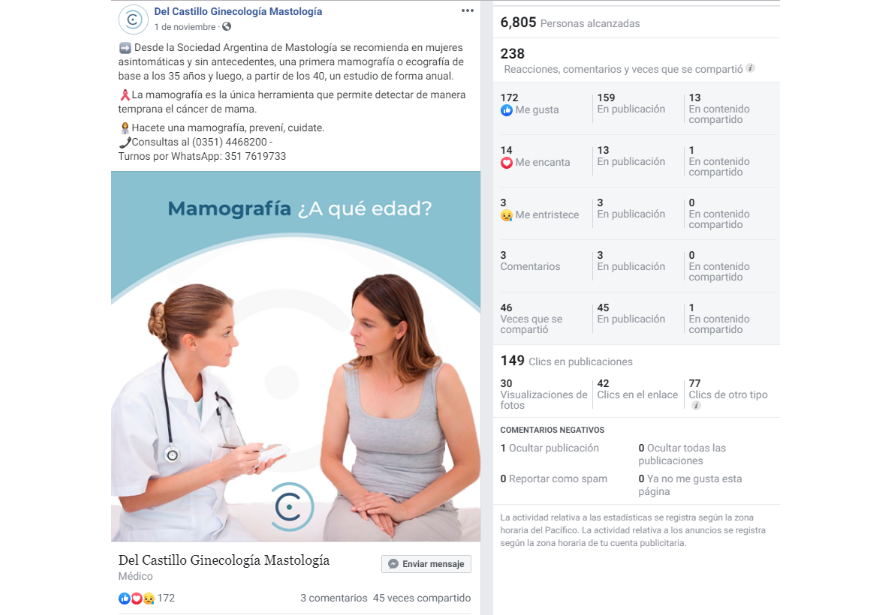 Del Castillo Ginecología Mastología
1 de noviembre ·
Desde la Sociedad Argentina de Mastología se recomienda en mujeres
asintomáticas y sin antecedentes, una primera mamografía o ecografía de
base a los 35 años y luego, a partir de los 40, un estudio de forma anual.
La mamografía es la única herramienta que permite detectar de manera
temprana el cáncer de mama.
Hacete una mamografía, prevení, cuidate.
Consultas al (0351) 4468200 -
Turnos por WhatsApp: 351 7619733
Mamografía ¿A qué edad?
Del Castillo Ginecología Mastología
Médico
Enviar mensaje
172
3 comentarios 45 veces compartido
6,805 Personas alcanzadas
238
Reacciones, comentarios y veces que se compartió
172
Me gusta
159
En publicación
13
En contenido
compartido
14
Me encanta
13
En publicación
1
En contenido
compartido
3
Me entristece
3
En publicación
0
En contenido
compartido
3
Comentarios
3
En publicación
0
En contenido
compartido
46
Veces que se
compartió
45
En publicación
1
En contenido
compartido
149 Clics en publicaciones
30
Visualizaciones de
fotos
42
Clics en el enlace
77
Clics de otro tipo
COMENTARIOS NEGATIVOS
1 Ocultar publicación
0 Ocultar todas las
publicaciones
0 Reportar como spam
0 Ya no me gusta esta
página
La actividad relativa a las estadísticas se registra según la zona
horaria del Pacífico. La actividad relativa a los anuncios se registra
según la zona horaria de tu cuenta publicitaria.